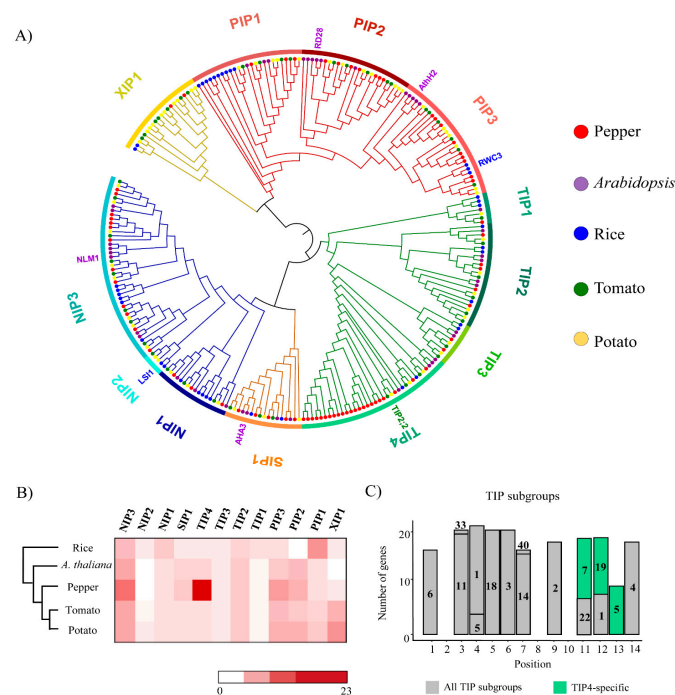 A)
XIP1
PIP1
RD28
PIP2
AthH2
PIP3
RWC3
TIP1
TIP2
TIP3
TIP2;2
TIP4
SIP1
AHA3
NIP1
LSI1
NIP2
NIP3
NLM1
Pepper
Arabidopsis
Rice
Tomato
Potato
B)
NIP3 NIP2 NIP1 SIP1 TIP4 TIP3 TIP2 TIP1 PIP3 PIP2 PIP1 XIP1
Rice
A. thaliana
Pepper
Tomato
Potato
0 23
C)
TIP subgroups
Number of genes
20
10
0
33
40
7 19
11 1 18 3 14 2 4
6
22 1 5
5
1 2 3 4 5 6 7 8 9 10 11 12 13 14
Position
All TIP subgroups TIP4-specific